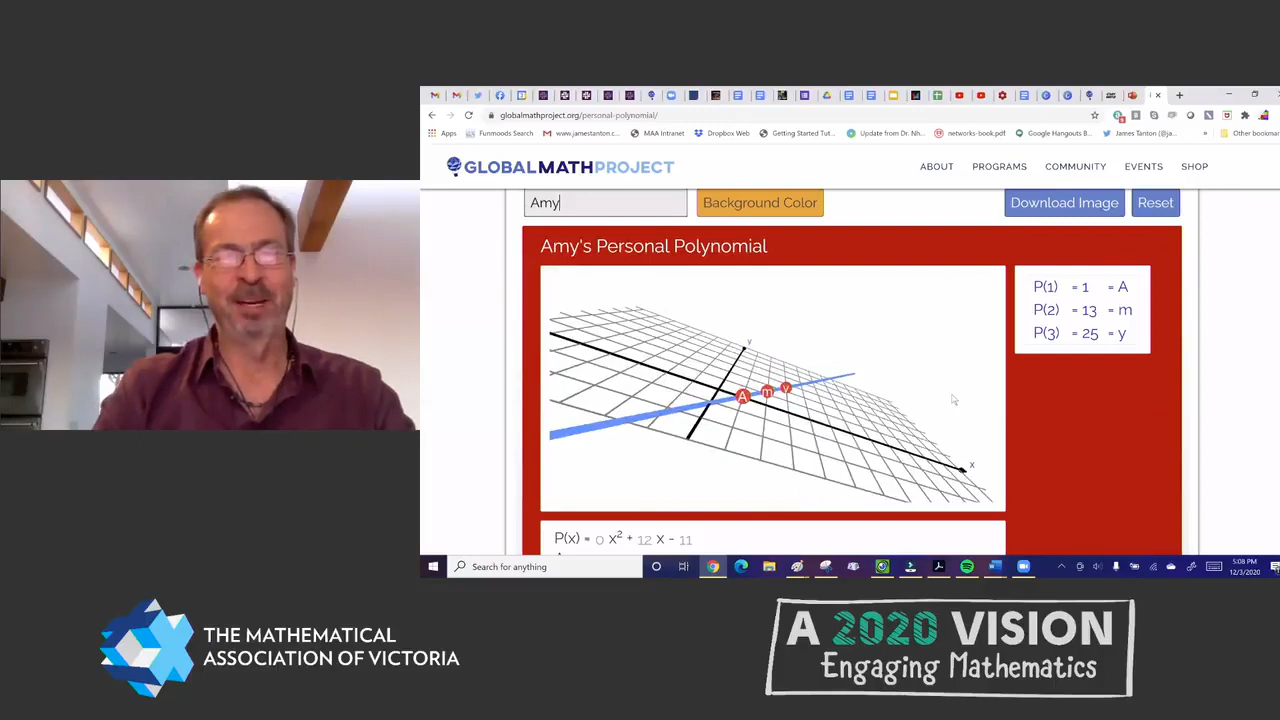 globalmathproject.org/personal-polynomial/
Apps
Funmoods Search
www.jamestanton.c...
MAA Intranet
Dropbox Web
Getting Started Tut...
Update from Dr. Nh...
networks-book.pdf
Google Hangouts B...
James Tanton (@ja...
»
Other bookmar
GLOBALMATHPROJECT
ABOUT
PROGRAMS
COMMUNITY
EVENTS
SHOP
Amy
Background Color
Download Image
Reset
Amy's Personal Polynomial
P(1) = 1 = A
P(2) = 13 = m
P(3) = 25 = y
y
A
m
y
x
P(x) = 0 x² + 12 x - 11
Search for anything
5:08 PM
12/3/2020
THE MATHEMATICAL
ASSOCIATION OF VICTORIA
A 2020 VISION
Engaging Mathematics